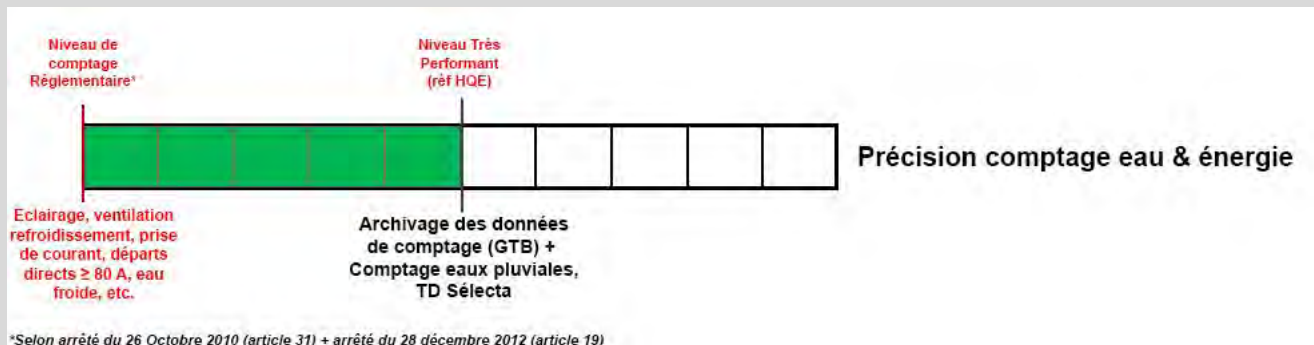 Niveau de
comptage
Réglementaire*
Niveau Très
Performant
(réf HQE)
Précision comptage eau & énergie
Eclairage, ventilation
refroidissement, prise
de courant, départs
directs ≥ 80 A, eau
froide, etc.
Archivage des données
de comptage (GTB) +
Comptage eaux pluviales,
TD Sélecta
*Selon arrêté du 26 Octobre 2010 (article 31) + arrêté du 28 décembre 2012 (article 19)